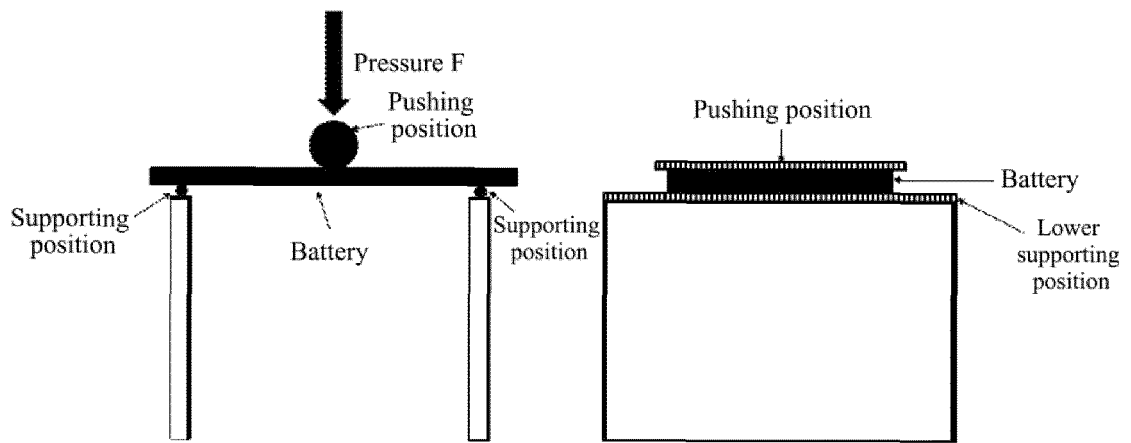 Pressure F
Pushing
position
Supporting
position
Battery
Supporting
position
Pushing position
Battery
Lower
supporting
position